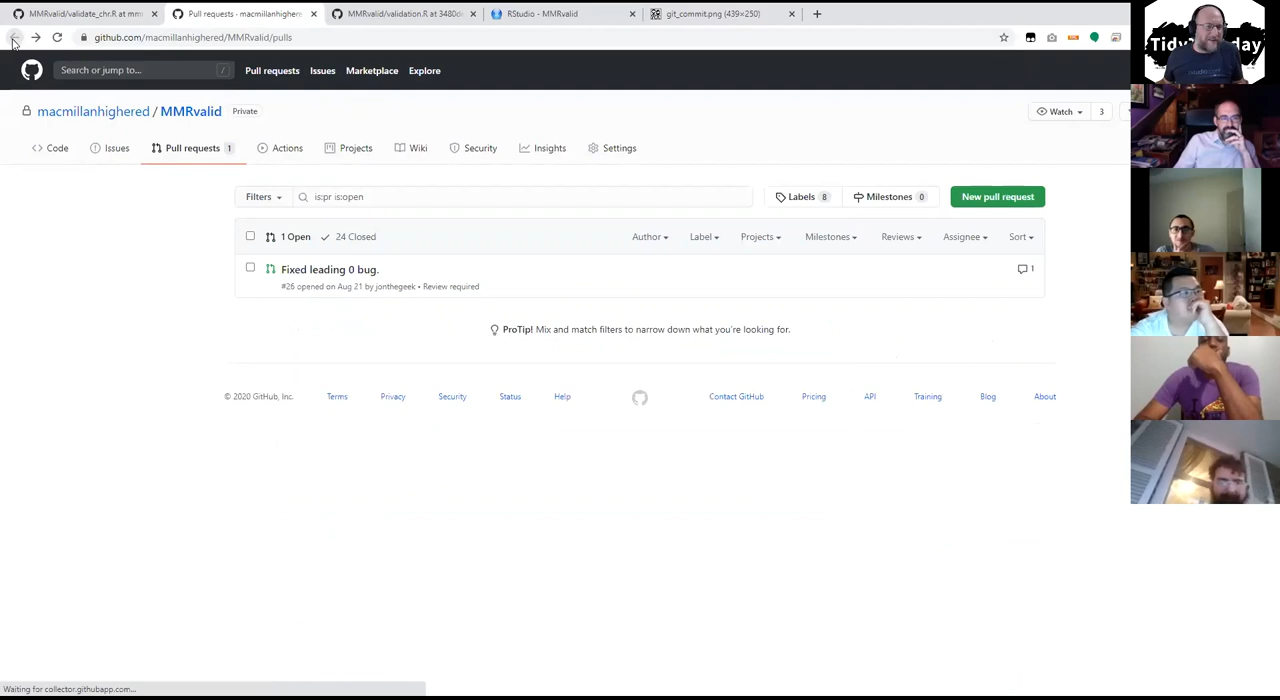 MMRvalid/validate_chr.R at mm
Pull requests - macmillanhighere
MMRvalid/validation.R at 3480d
RStudio - MMRvalid
git_commit.png (439×250)
github.com/macmillanhighered/MMRvalid/pulls
Search or jump to... /
Pull requests Issues Marketplace Explore
macmillanhighered / MMRvalid Private
Watch 3
Code Issues Pull requests 1 Actions Projects Wiki Security Insights Settings
Filters is:pr is:open Labels 8 Milestones 0 New pull request
1 Open 24 Closed Author Label Projects Milestones Reviews Assignee Sort
Fixed leading 0 bug. 1
#26 opened on Aug 21 by jonthegeek • Review required
ProTip! Mix and match filters to narrow down what you're looking for.
© 2020 GitHub, Inc. Terms Privacy Security Status Help Contact GitHub Pricing API Training Blog About
Waiting for collector.githubapp.com...